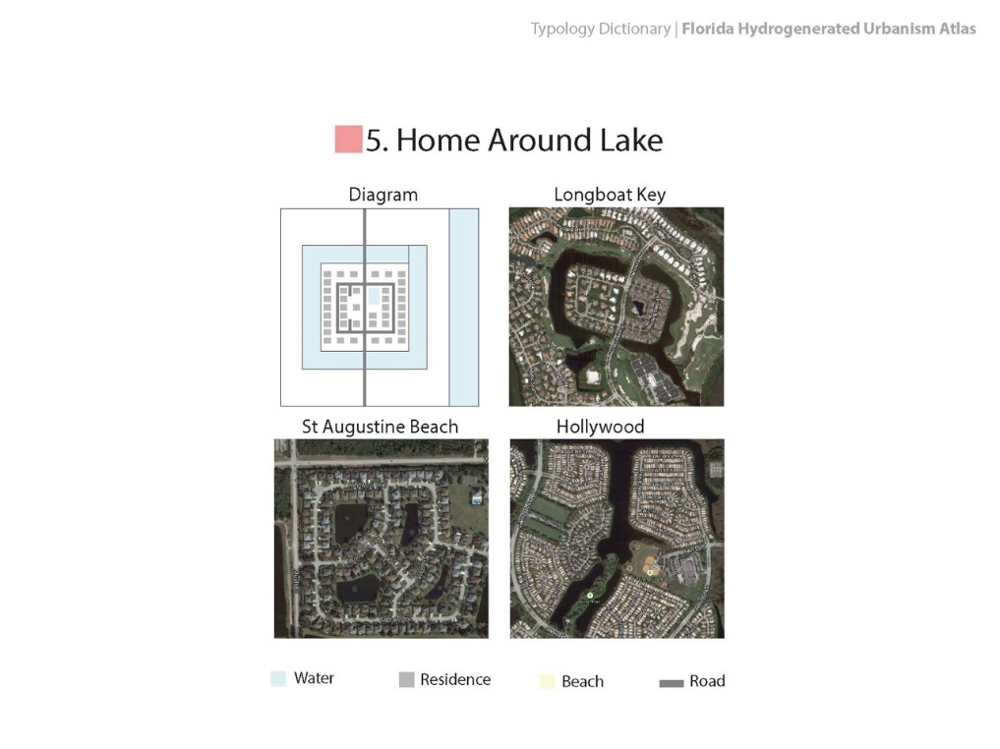 Typology Dictionary | Florida Hydrogenerated Urbanism Atlas
5. Home Around Lake
Diagram
Longboat Key
St Augustine Beach
Hollywood
Water
Residence
Beach
Road